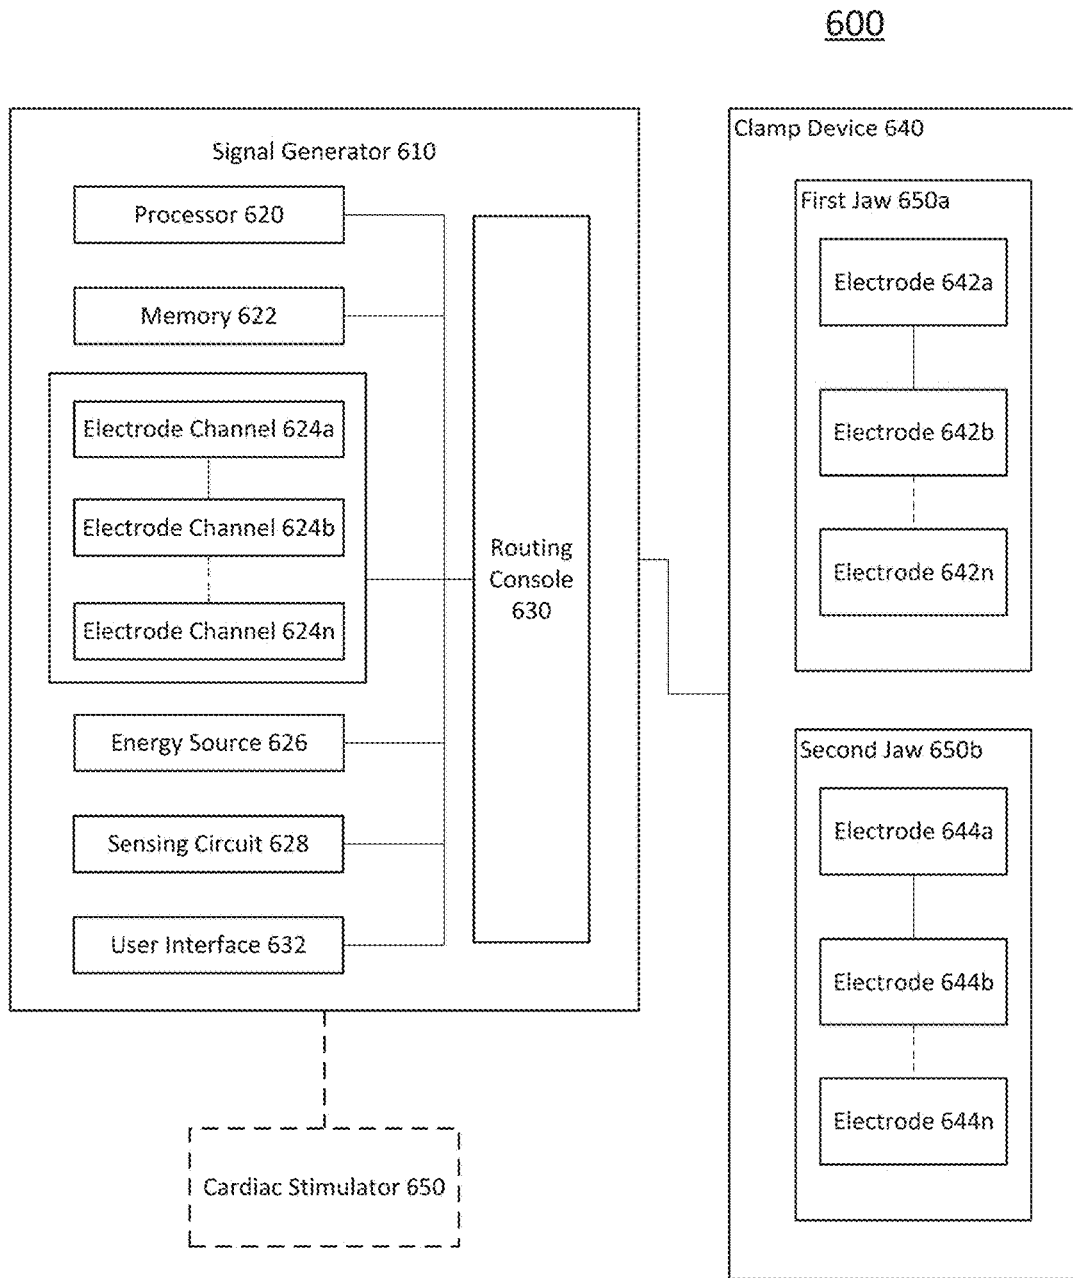 600
Signal Generator 610
Processor 620
Memory 622
Electrode Channel 624a
Electrode Channel 624b
Electrode Channel 624n
Energy Source 626
Sensing Circuit 628
User Interface 632
Routing
Console
630
Cardiac Stimulator 650
Clamp Device 640
First Jaw 650a
Electrode 642a
Electrode 642b
Electrode 642n
Second Jaw 650b
Electrode 644a
Electrode 644b
Electrode 644n